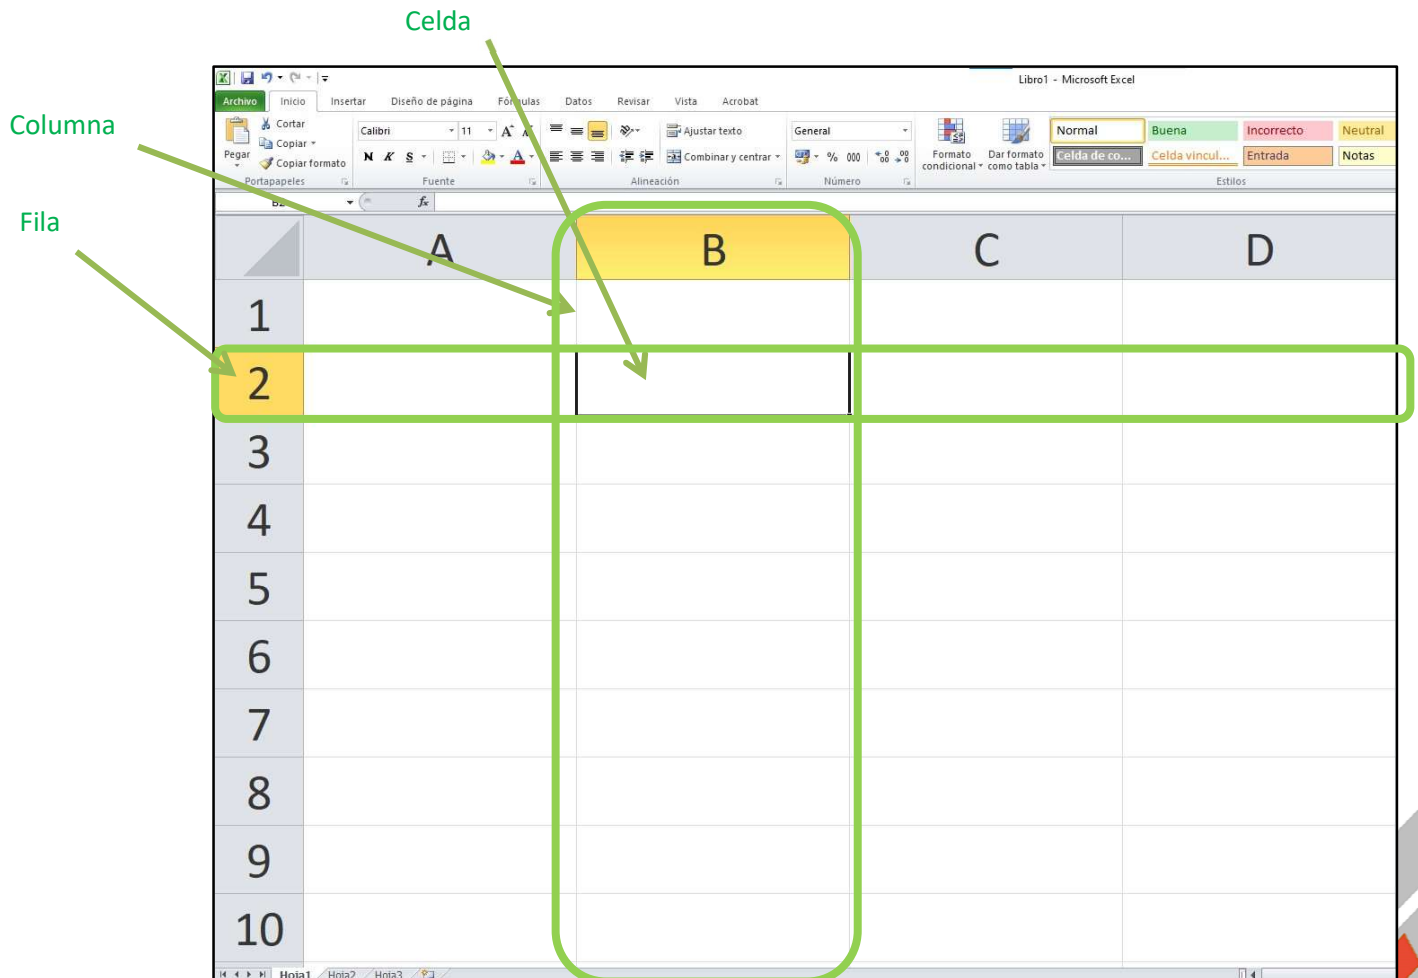 Celda
Columna
Fila
Libro1 - Microsoft Excel
Archivo Inicio Insertar Diseño de página Fórmulas Datos Revisar Vista Acrobat
Pegar
Cortar
Copiar
Copiar formato
Portapapeles
Calibri 11 A A
N K S A
Fuente
Ajustar texto
Combinar y centrar
Alineación
General
% 000
Número
Formato condicional
Dar formato como tabla
Normal Buena Incorrecto Neutral
Celda de co... Celda vincul... Entrada Notas
Estilos
B2 fx
A B C D
1
2
3
4
5
6
7
8
9
10
Hoja1 Hoja2 Hoja3